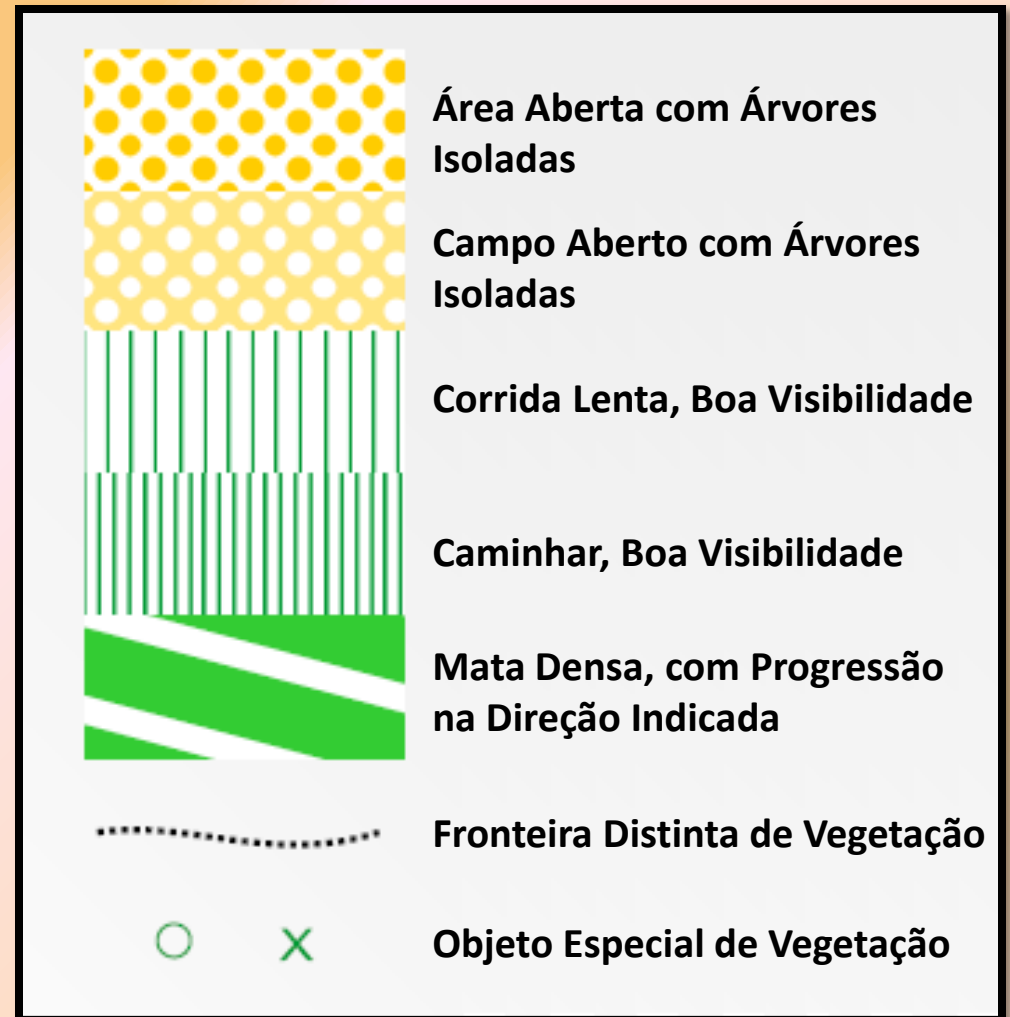 Área Aberta com Árvores
Isoladas
Campo Aberto com Árvores
Isoladas
Corrida Lenta, Boa Visibilidade
Caminhar, Boa Visibilidade
Mata Densa, com Progressão
na Direção Indicada
Fronteira Distinta de Vegetação
Objeto Especial de Vegetação